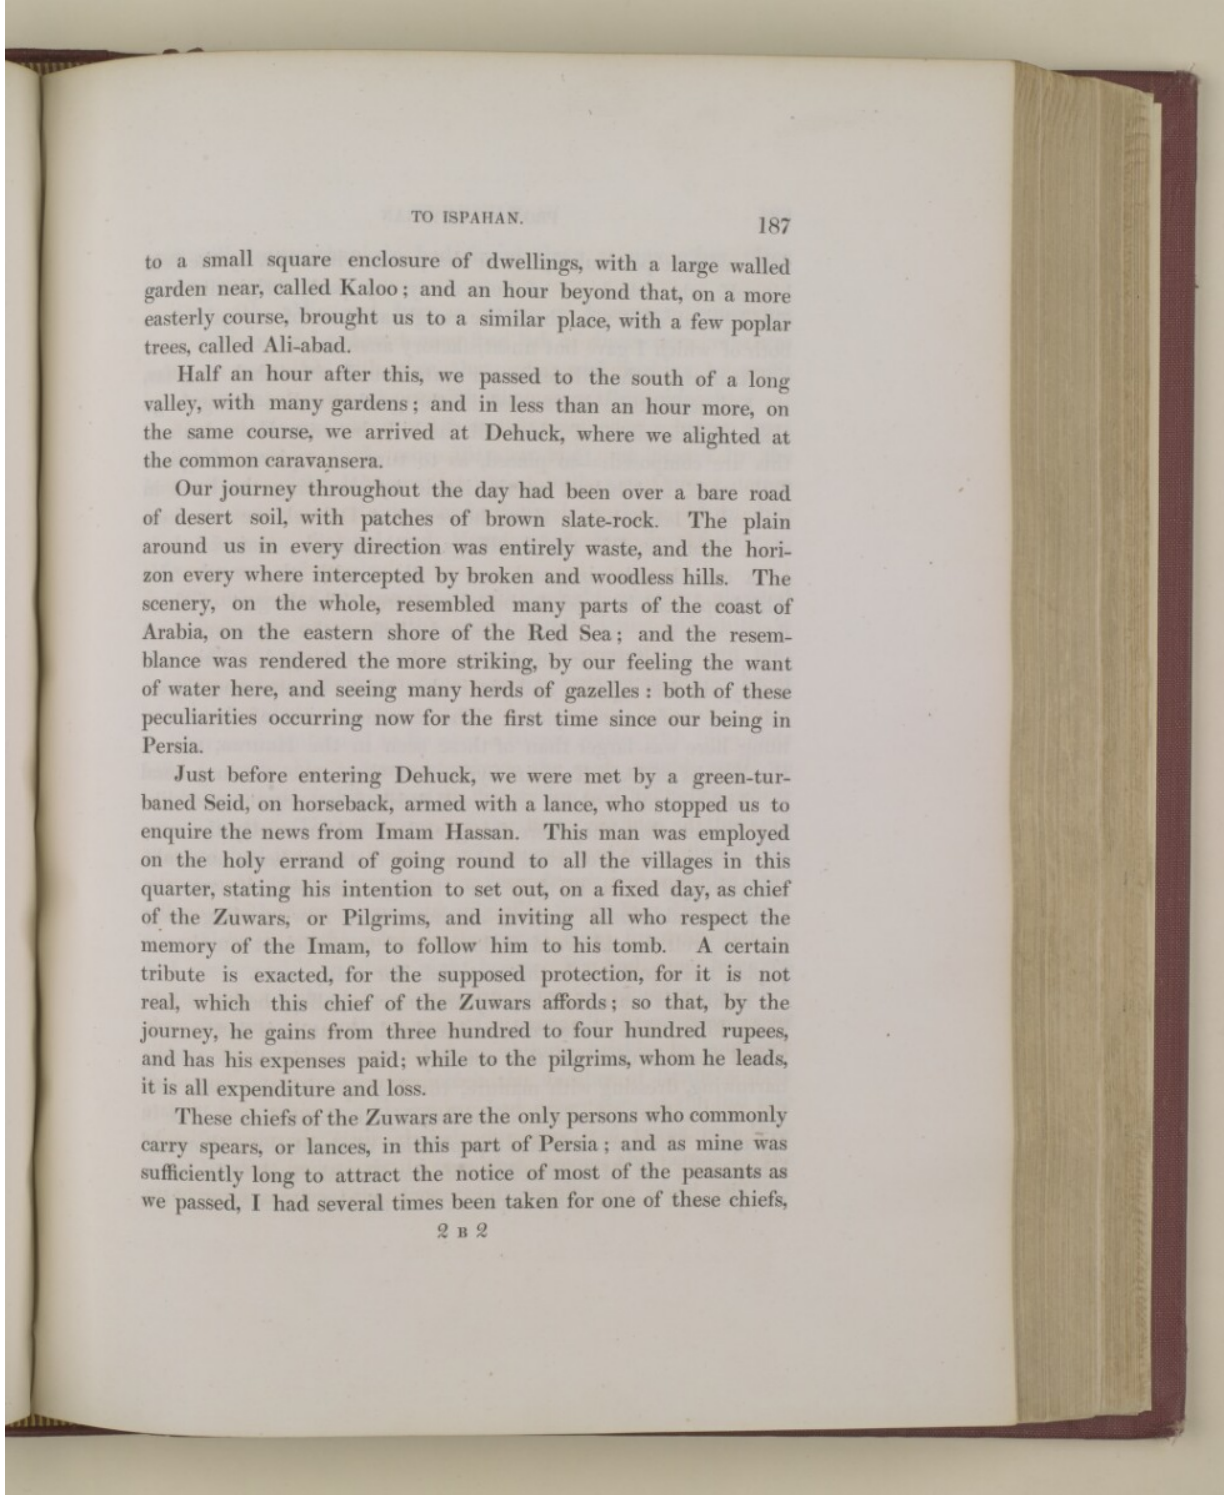 TO ISPAHAN.
187
to a small square enclosure of dwellings, with a large walled
garden near, called Kaloo; and an hour beyond that, on a more
easterly course, brought us to a similar place, with a few poplar
trees, called Ali-abad.
Half an hour after this, we passed to the south of a long
valley, with many gardens; and in less than an hour more, on
the same course, we arrived at Dehuck, where we alighted at
the common caravansera.
Our journey throughout the day had been over a bare road
of desert soil, with patches of brown slate-rock. The plain
around us in every direction was entirely waste, and the hori-
zon every where intercepted by broken and woodless hills. The
scenery, on the whole, resembled many parts of the coast of
Arabia, on the eastern shore of the Red Sea; and the resem-
blance was rendered the more striking, by our feeling the want
of water here, and seeing many herds of gazelles: both of these
peculiarities occurring now for the first time since our being in
Persia.
Just before entering Dehuck, we were met by a green-tur-
baned Seid, on horseback, armed with a lance, who stopped us to
enquire the news from Imam Hassan. This man was employed
on the holy errand of going round to all the villages in this
quarter, stating his intention to set out, on a fixed day, as chief
of the Zuwars, or Pilgrims, and inviting all who respect the
memory of the Imam, to follow him to his tomb. A certain
tribute is exacted, for the supposed protection, for it is not
real, which this chief of the Zuwars affords; so that, by the
journey, he gains from three hundred to four hundred rupees,
and has his expenses paid; while to the pilgrims, whom he leads,
it is all expenditure and loss.
These chiefs of the Zuwars are the only persons who commonly
carry spears, or lances, in this part of Persia; and as mine was
sufficiently long to attract the notice of most of the peasants as
we passed, I had several times been taken for one of these chiefs,
2 B 2